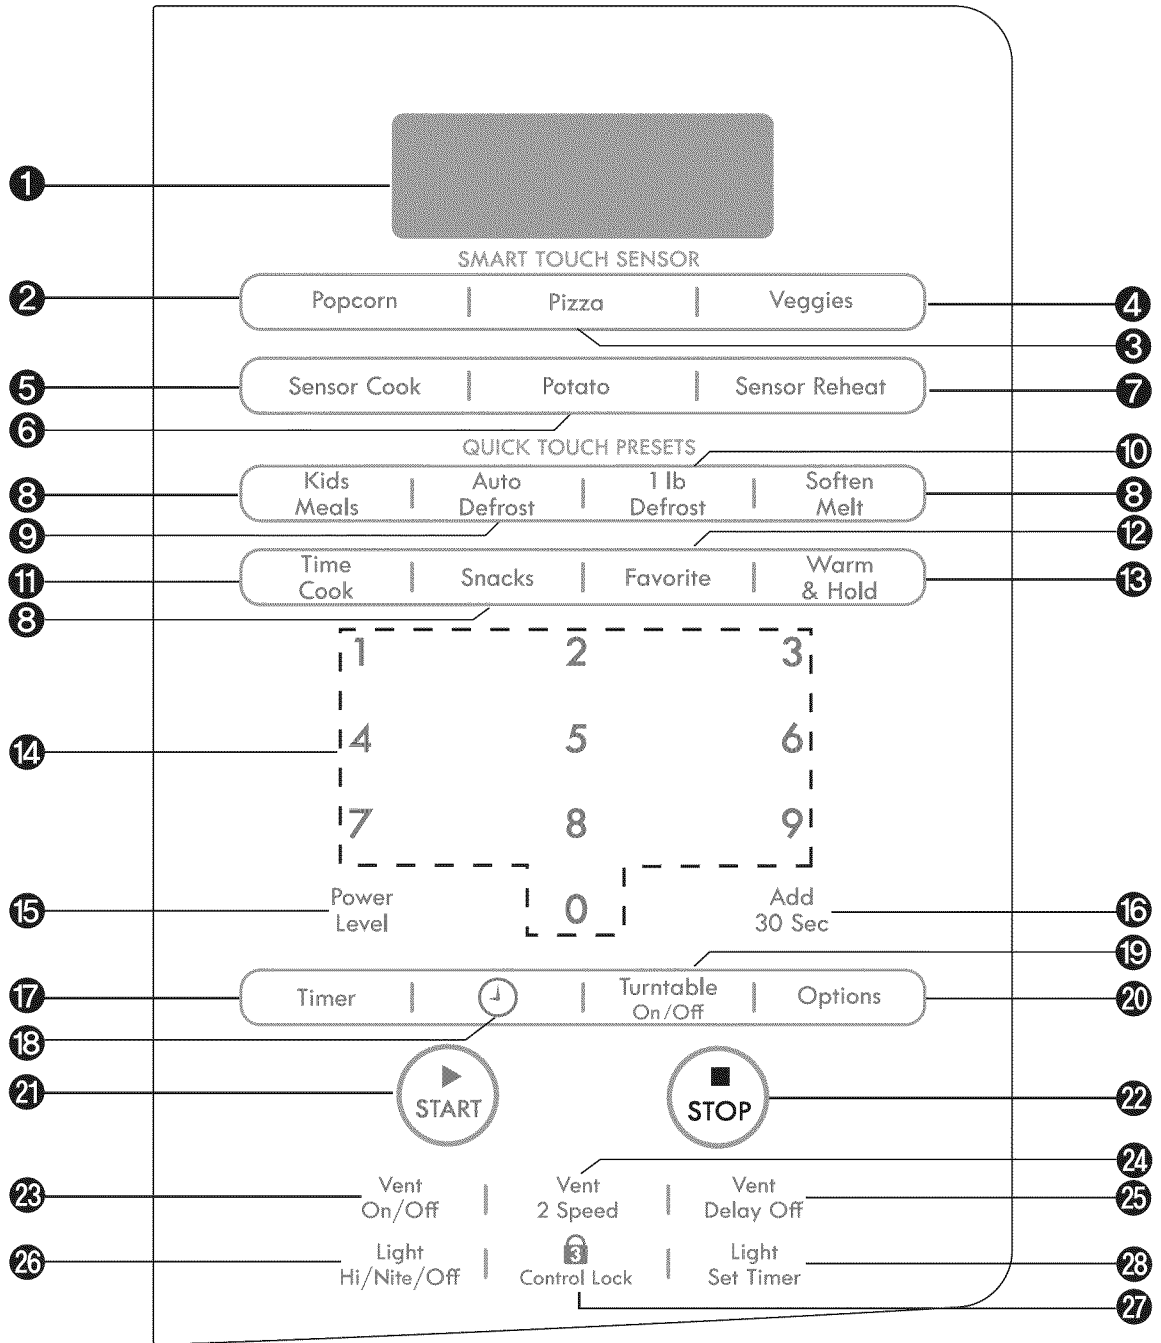 1
SMART TOUCH SENSOR
2 Popcorn | Pizza | Veggies 4
3
5 Sensor Cook | Potato | Sensor Reheat 7
6
QUICK TOUCH PRESETS
10
8 Kids Meals | Auto Defrost | 1 lb Defrost | Soften Melt 8
9
12
11 Time Cook | Snacks | Favorite | Warm & Hold 13
8
1 2 3
14 4 5 6
7 8 9
15 Power Level 0 Add 30 Sec 16
19
17 Timer | Turntable On/Off | Options 20
18
21 START STOP 22
24
23 Vent On/Off | Vent 2 Speed | Vent Delay Off 25
3
26 Light Hi/Nite/Off | Control Lock | Light Set Timer 28
27